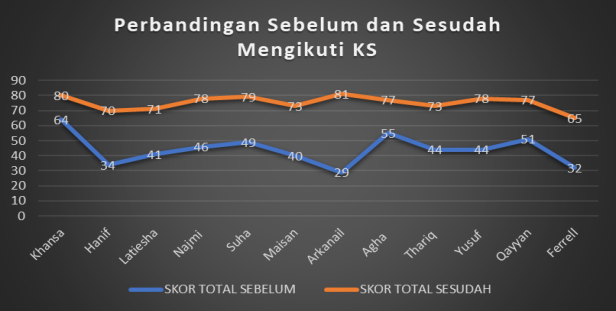 Perbandingan Sebelum dan Sesudah
Mengikuti KS
90
80
70
60
50
40
30
20
10
0
80 70 71 78 79 73 81 77 73 78 77 65
64 34 41 46 49 40 29 55 44 44 51 32
Khansa Hanif Latiesha Najmi Suha Maisan Arkanail Agha Thariq Yusuf Qayyan Ferrell
SKOR TOTAL SEBELUM SKOR TOTAL SESUDAH